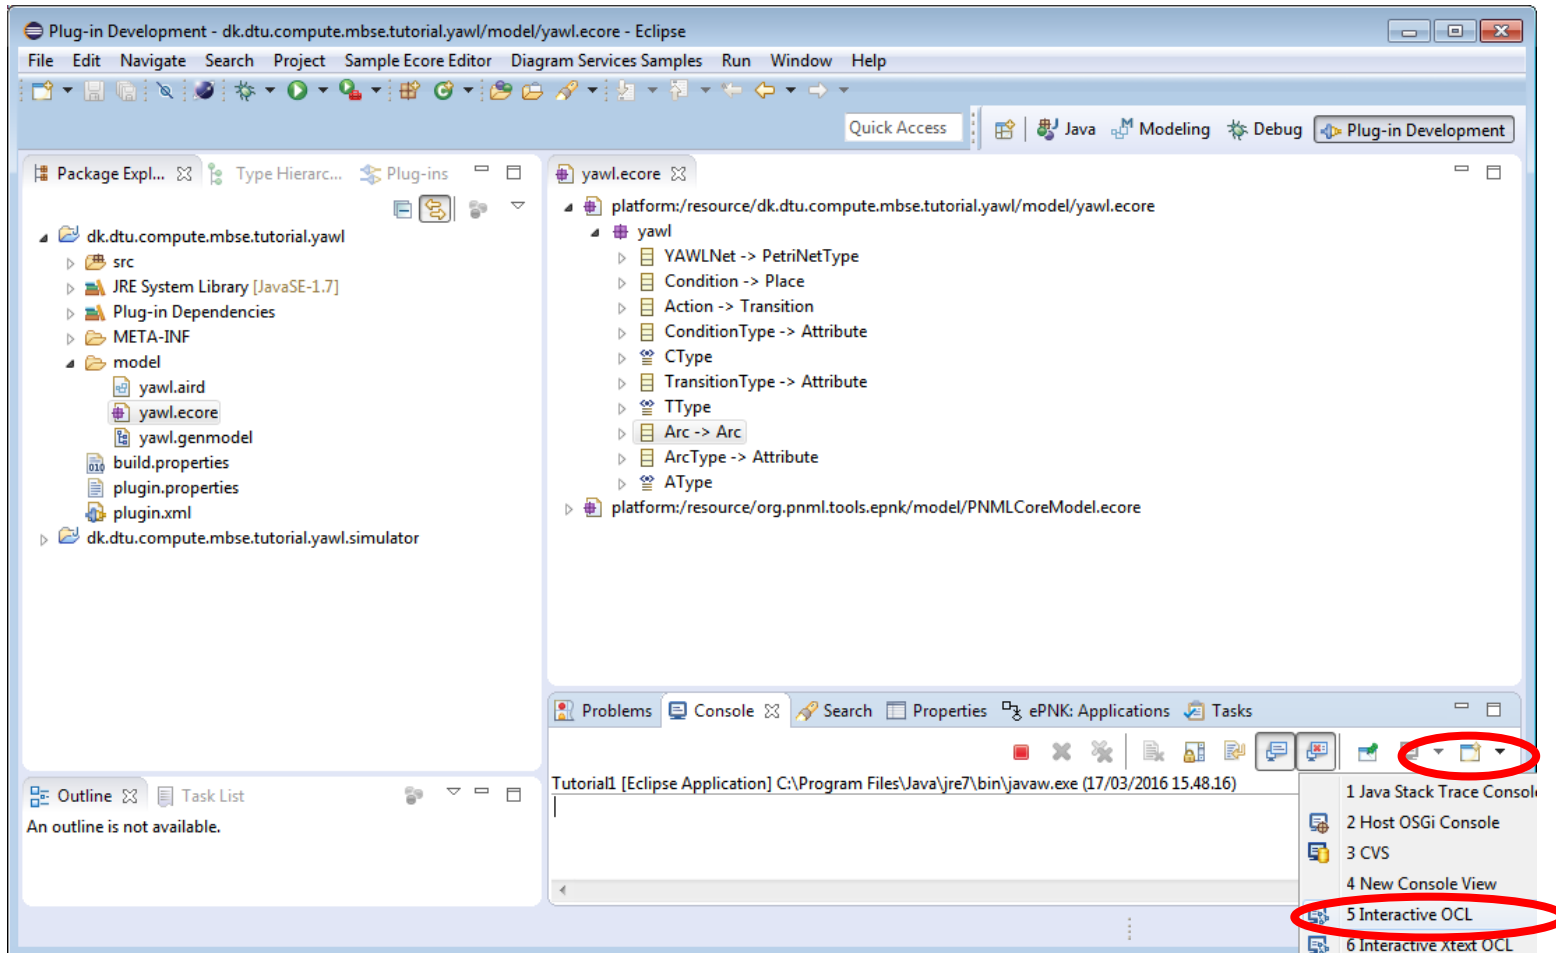 Plug-in Development - dk.dtu.compute.mbse.tutorial.yawl/model/yawl.ecore - Eclipse
File Edit Navigate Search Project Sample Ecore Editor Diagram Services Samples Run Window Help
Quick Access Java Modeling Debug Plug-in Development
Package Expl... Type Hierarc... Plug-ins
dk.dtu.compute.mbse.tutorial.yawl
src
JRE System Library [JavaSE-1.7]
Plug-in Dependencies
META-INF
model
yawl.aird
yawl.ecore
yawl.genmodel
build.properties
plugin.properties
plugin.xml
dk.dtu.compute.mbse.tutorial.yawl.simulator
yawl.ecore
platform:/resource/dk.dtu.compute.mbse.tutorial.yawl/model/yawl.ecore
yawl
YAWLNet -> PetriNetType
Condition -> Place
Action -> Transition
ConditionType -> Attribute
CType
TransitionType -> Attribute
TType
Arc -> Arc
ArcType -> Attribute
AType
platform:/resource/org.pnml.tools.epnk/model/PNMLCoreModel.ecore
Outline Task List
An outline is not available.
Problems Console Search Properties ePNK: Applications Tasks
Tutorial1 [Eclipse Application] C:\Program Files\Java\jre7\bin\javaw.exe (17/03/2016 15.48.16)
1 Java Stack Trace Consol
2 Host OSGi Console
3 CVS
4 New Console View
5 Interactive OCL
6 Interactive Xtext OCL